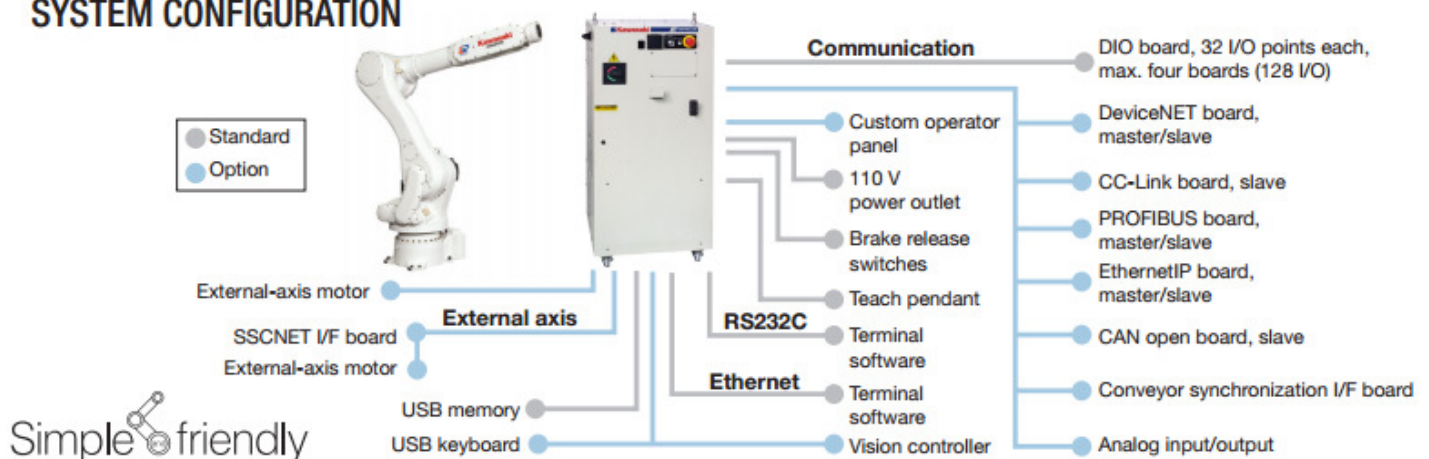 SYSTEM CONFIGURATION
Kawasaki
Kawasaki
Standard
Option
Communication
DIO board, 32 I/O points each,
max. four boards (128 I/O)
DeviceNET board,
master/slave
CC-Link board, slave
PROFIBUS board,
master/slave
EthernetIP board,
master/slave
CAN open board, slave
Conveyor synchronization I/F board
Analog input/output
Custom operator
panel
110 V
power outlet
Brake release
switches
Teach pendant
RS232C
Terminal
software
Ethernet
Terminal
software
Vision controller
External-axis motor
External axis
SSCNET I/F board
External-axis motor
USB memory
USB keyboard
Simple friendly